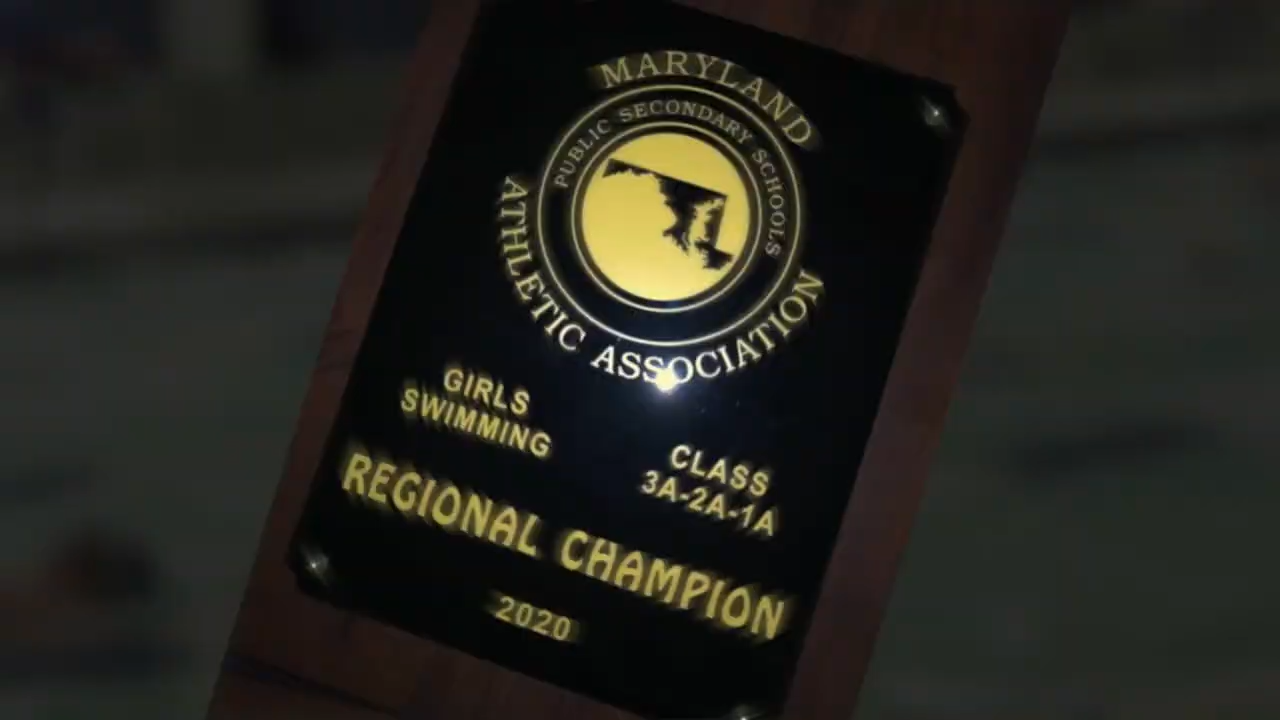 MARYLAND
PUBLIC SECONDARY SCHOOLS
ATHLETIC ASSOCIATION
GIRLS
SWIMMING
CLASS
3A-2A-1A
REGIONAL CHAMPION
2020